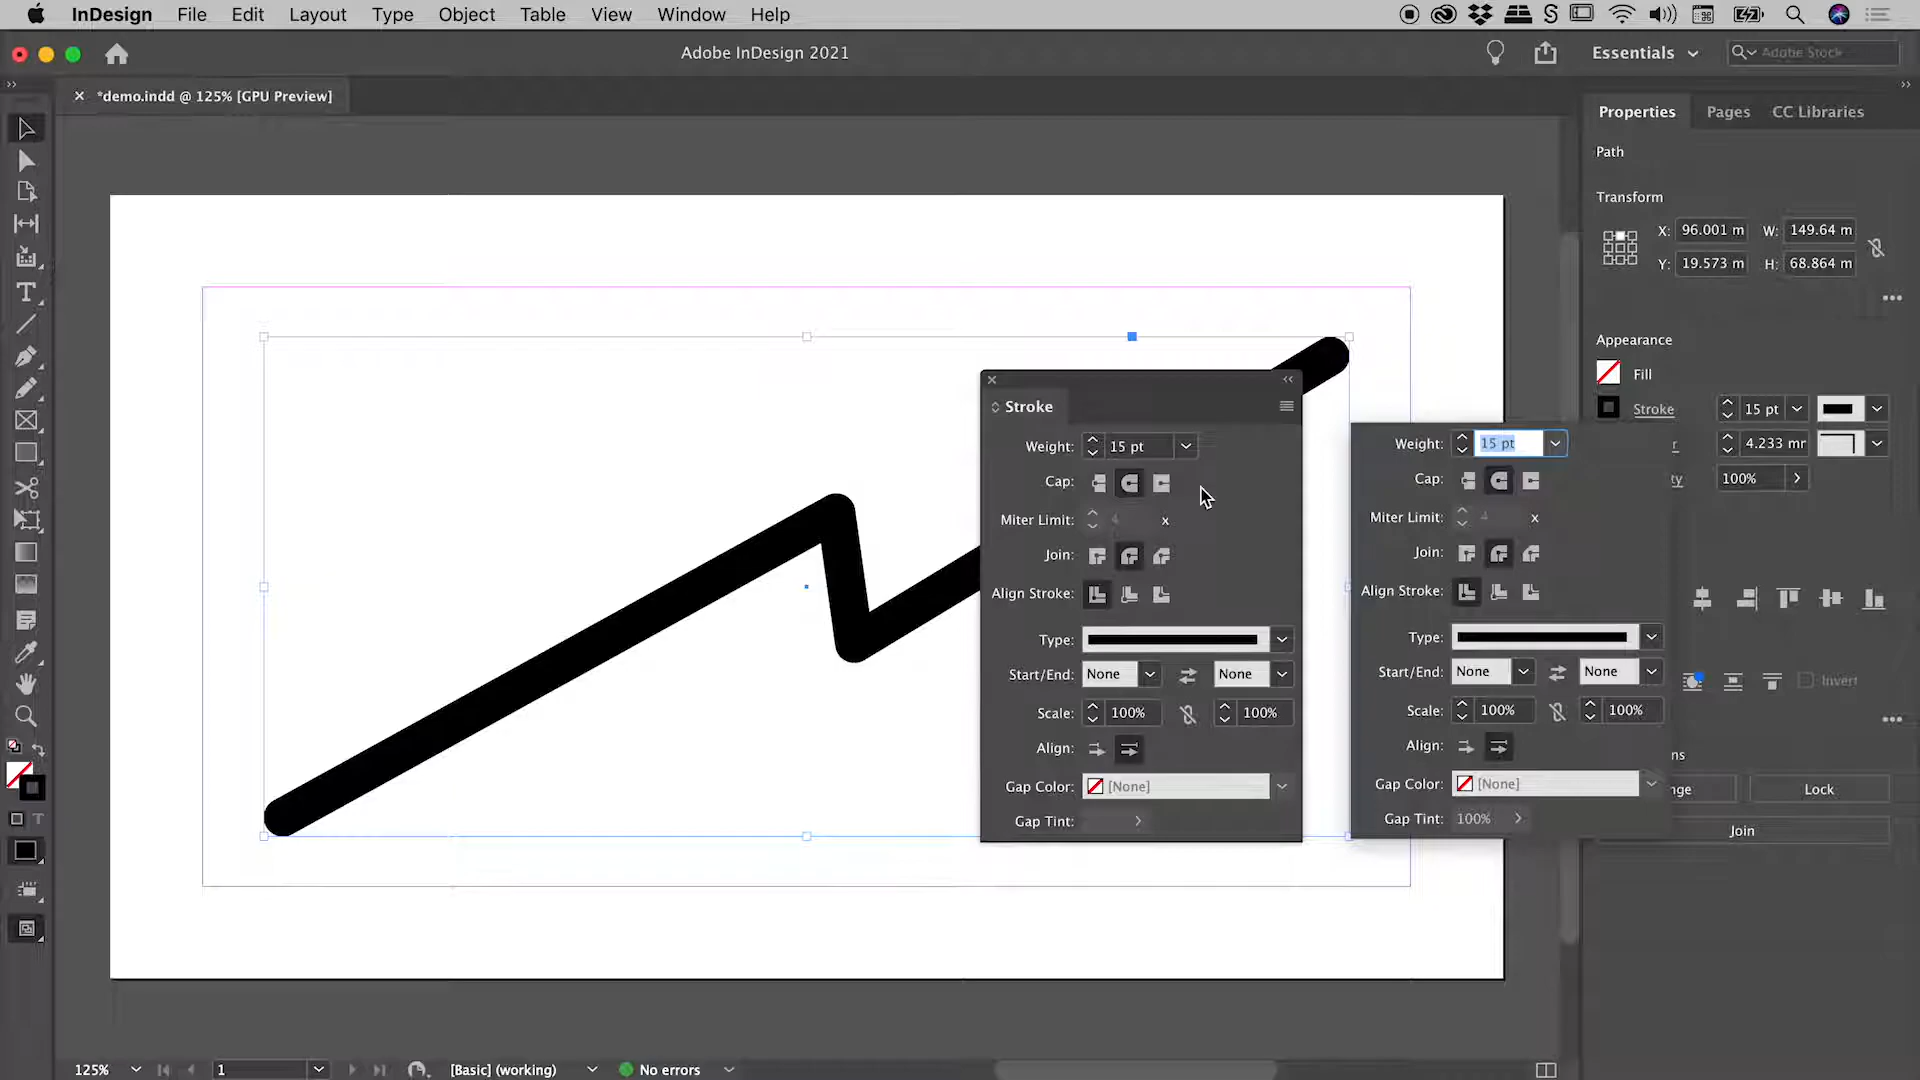 InDesign File Edit Layout Type Object Table View Window Help
Adobe InDesign 2021
Essentials
Adobe Stock
*demo.indd @ 125% [GPU Preview]
Properties Pages CC Libraries
Path
Transform
X: 96.001 m W: 149.64 m
Y: 19.573 m H: 68.864 m
Appearance
Fill
Stroke 15 pt
4.233 mr
100%
Invert
Lock
Join
Stroke
Weight: 15 pt
Cap:
Miter Limit: 4 x
Join:
Align Stroke:
Type:
Start/End: None None
Scale: 100% 100%
Align:
Gap Color: [None]
Gap Tint:
Weight: 15 pt
Cap:
Miter Limit: 4 x
Join:
Align Stroke:
Type:
Start/End: None None
Scale: 100% 100%
Align:
Gap Color: [None]
Gap Tint: 100%
125% 1 [Basic] (working) No errors